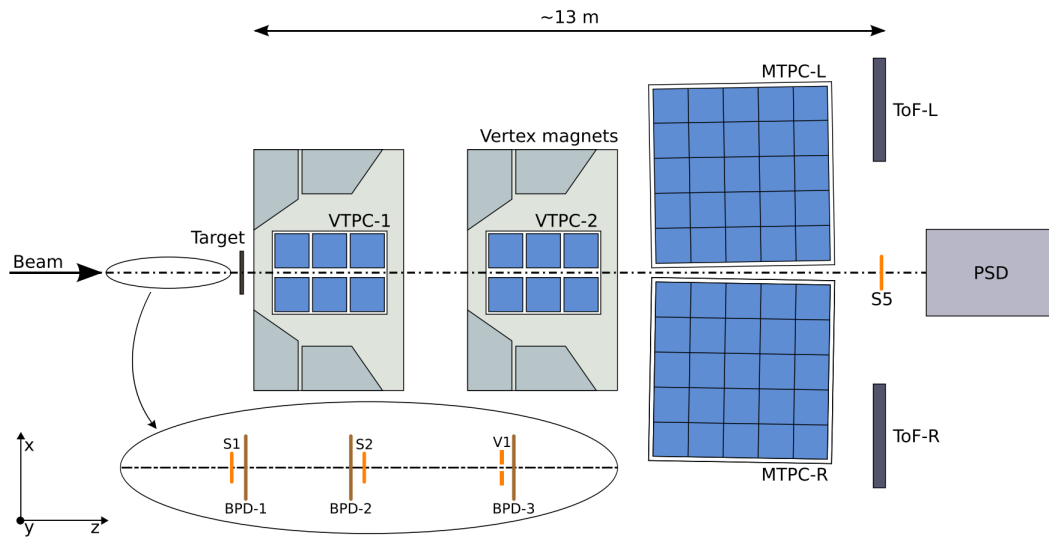 ~13 m
MTPC-L
ToF-L
Vertex magnets
VTPC-1
VTPC-2
Target
Beam
PSD
S5
ToF-R
MTPC-R
x
y
z
S1
S2
V1
BPD-1
BPD-2
BPD-3